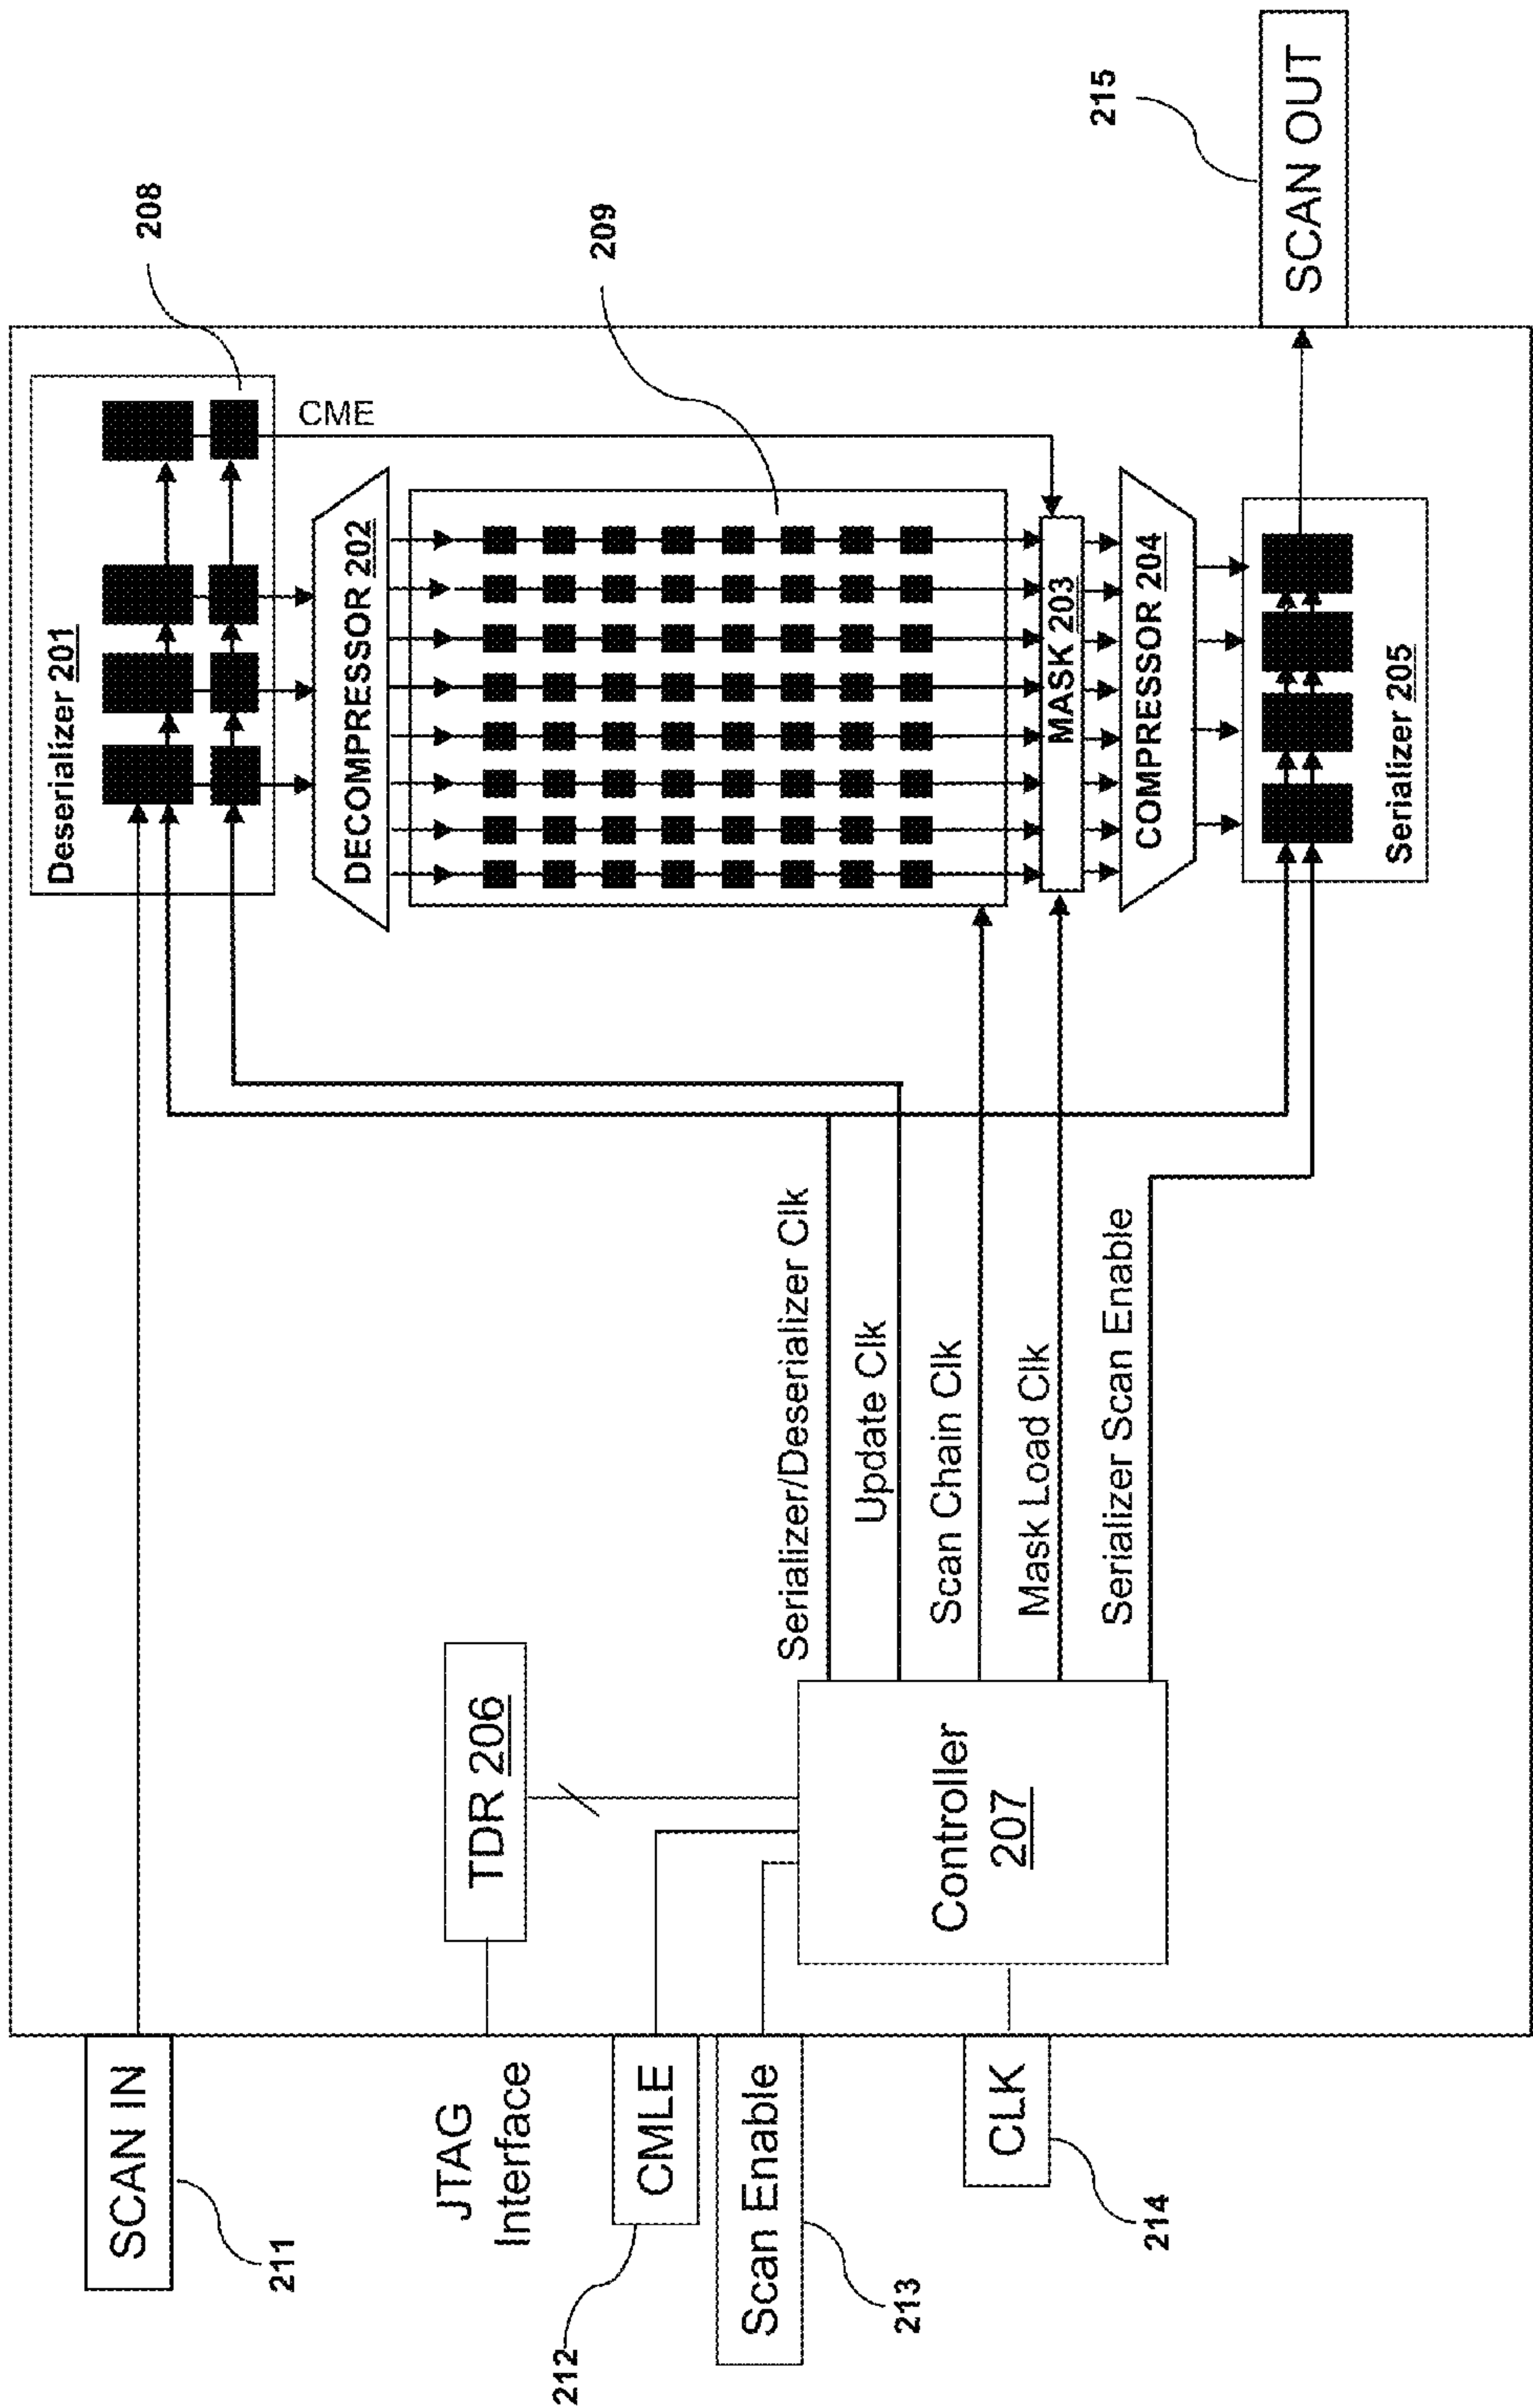 SCAN IN
211
JTAG
Interface
CMLE
212
Scan Enable
213
CLK
214
TDR 206
Controller
207
Serializer/Deserializer Clk
Update Clk
Scan Chain Clk
Mask Load Clk
Serializer Scan Enable
Deserializer 201
208
CME
DECOMPRESSOR 202
209
MASK 203
COMPRESSOR 204
Serializer 205
SCAN OUT
215